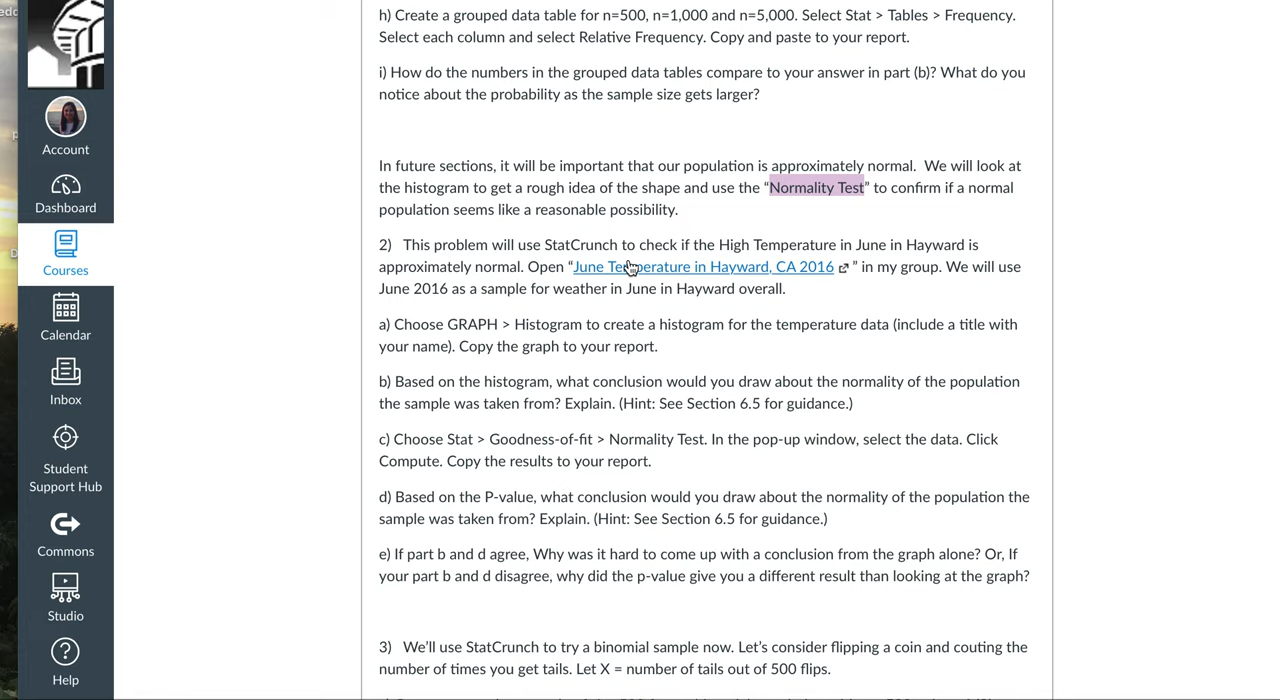 h) Create a grouped data table for n=500, n=1,000 and n=5,000. Select Stat > Tables > Frequency.
Select each column and select Relative Frequency. Copy and paste to your report.
i) How do the numbers in the grouped data tables compare to your answer in part (b)? What do you
notice about the probability as the sample size gets larger?
In future sections, it will be important that our population is approximately normal.  We will look at
the histogram to get a rough idea of the shape and use the “Normality Test” to confirm if a normal
population seems like a reasonable possibility.
2)   This problem will use StatCrunch to check if the High Temperature in June in Hayward is
approximately normal. Open “June Temperature in Hayward, CA 2016 ” in my group. We will use
June 2016 as a sample for weather in June in Hayward overall.
a) Choose GRAPH > Histogram to create a histogram for the temperature data (include a title with
your name). Copy the graph to your report.
b) Based on the histogram, what conclusion would you draw about the normality of the population
the sample was taken from? Explain. (Hint: See Section 6.5 for guidance.)
c) Choose Stat > Goodness-of-fit > Normality Test. In the pop-up window, select the data. Click
Compute. Copy the results to your report.
d) Based on the P-value, what conclusion would you draw about the normality of the population the
sample was taken from? Explain. (Hint: See Section 6.5 for guidance.)
e) If part b and d agree, Why was it hard to come up with a conclusion from the graph alone? Or, If
your part b and d disagree, why did the p-value give you a different result than looking at the graph?
3)   We’ll use StatCrunch to try a binomial sample now. Let’s consider flipping a coin and couting the
number of times you get tails. Let X = number of tails out of 500 flips.
Account
Dashboard
Courses
Calendar
Inbox
Student
Support Hub
Commons
Studio
Help